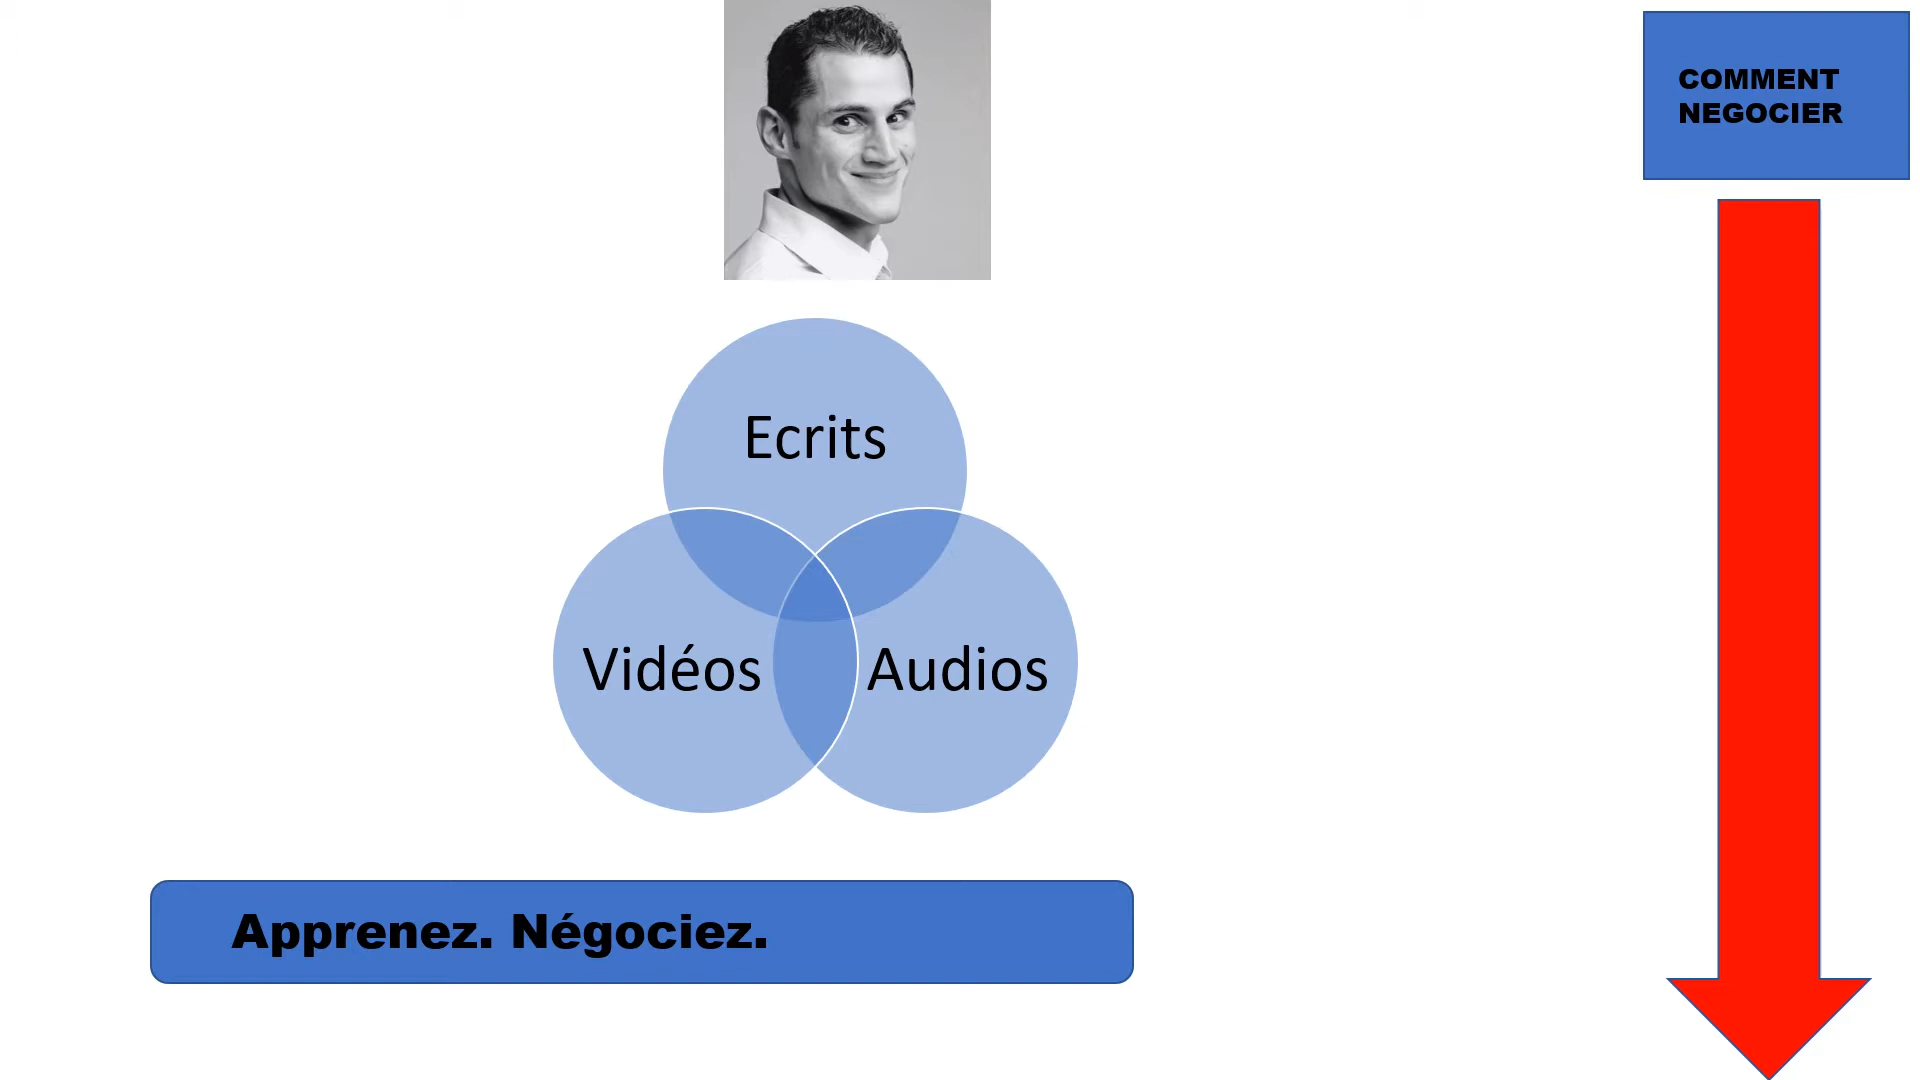 COMMENT
NEGOCIER
Ecrits
Vidéos
Audios
Apprenez. Négociez.